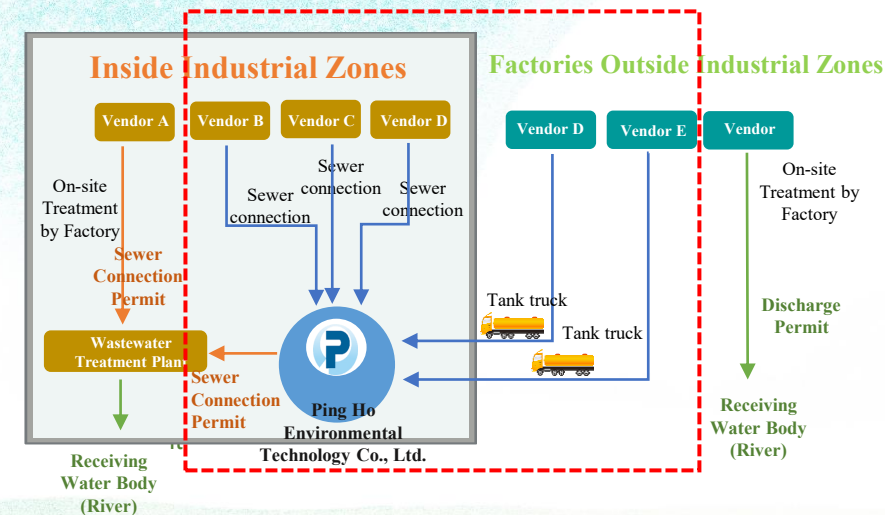 Inside Industrial Zones
Factories Outside Industrial Zones
Vendor A
Vendor B
Vendor C
Vendor D
Vendor D
Vendor E
Vendor
On-site
Treatment
by Factory
Sewer
connection
Sewer
connection
Sewer
connection
On-site
Treatment by
Factory
Sewer
Connection
Permit
Tank truck
Tank truck
Discharge
Permit
Wastewater
Treatment Plan
Sewer
Connection
Permit
P
Ping Ho
Environmental
Technology Co., Ltd.
Receiving
Water Body
(River)
Receiving
Water Body
(River)